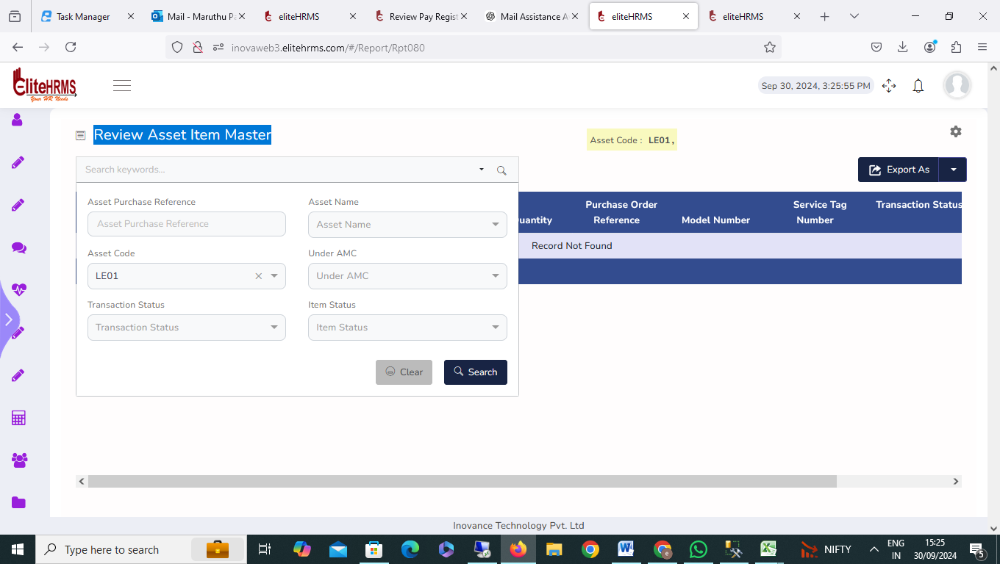 Task Manager
Mail - Maruthu Pa
eliteHRMS
Review Pay Regist
Mail Assistance A
eliteHRMS
eliteHRMS
inovaweb3.elitehrms.com/#/Report/Rpt080
EliteHRMS
Your HR Needs
Sep 30, 2024, 3:25:55 PM
Review Asset Item Master
Asset Code : LE01 ,
Search keywords...
Export As
Asset Purchase Reference
Asset Name
Asset Purchase Reference
Asset Name
Asset Code
Under AMC
LE01
Under AMC
Transaction Status
Item Status
Transaction Status
Item Status
Clear
Search
uantity
Purchase Order
Reference
Model Number
Service Tag
Number
Transaction Status
Record Not Found
Inovance Technology Pvt. Ltd
Type here to search
NIFTY
ENG
IN
15:25
30/09/2024
5